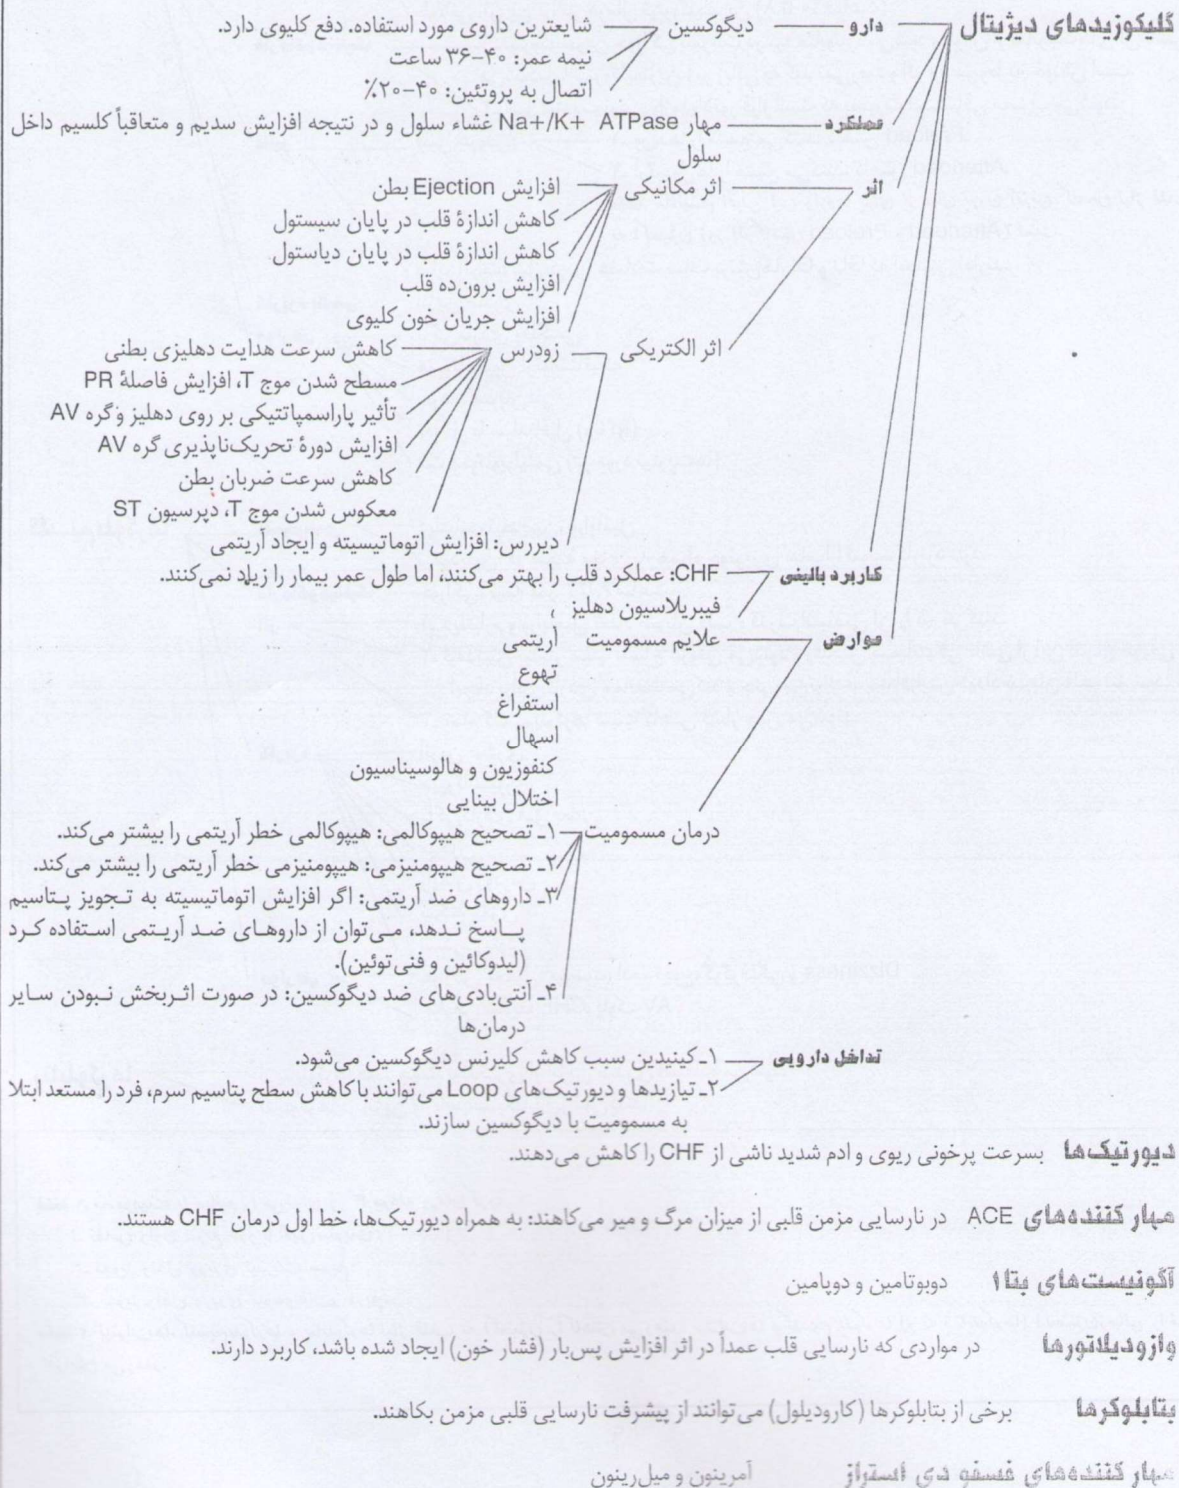 گلیکوزیدهای دیژیتال دارو دیگوکسین شایعترین داروی مورد استفاده. دفع کلیوی دارد.
نیمه عمر: ۴۰–۳۶ ساعت
اتصال به پروتئین: ۴۰–۲۰٪
عملکرد مهار Na+/K+ ATPase غشاء سلول و در نتیجه افزایش سدیم و متعاقباً کلسیم داخل
سلول
اثر اثر مکانیکی افزایش Ejection بطن
کاهش اندازهٔ قلب در پایان سیستول
کاهش اندازهٔ قلب در پایان دیاستول
افزایش برون‌ده قلب
افزایش جریان خون کلیوی
اثر الکتریکی زودرس کاهش سرعت هدایت دهلیزی بطنی
مسطح شدن موج T، افزایش فاصلهٔ PR
تأثیر پاراسمپاتتیکی بر روی دهلیز و گره AV
افزایش دورهٔ تحریک‌ناپذیری گره AV
کاهش سرعت ضربان بطن
معکوس شدن موج T، دپرسیون ST
دیررس: افزایش اتوماتیسیته و ایجاد آریتمی
کاربرد بالینی CHF: عملکرد قلب را بهتر می‌کنند، اما طول عمر بیمار را زیاد نمی‌کنند.
فیبریلاسیون دهلیز
عوارض علایم مسمومیت آریتمی
تهوع
استفراغ
اسهال
کنفوزیون و هالوسیناسیون
اختلال بینایی
درمان مسمومیت ۱ـ تصحیح هیپوکالمی: هیپوکالمی خطر آریتمی را بیشتر می‌کند.
۲ـ تصحیح هیپومنیزمی: هیپومنیزمی خطر آریتمی را بیشتر می‌کند.
۳ـ داروهای ضد آریتمی: اگر افزایش اتوماتیسیته به تجویز پتاسیم
پاسخ ندهد، می‌توان از داروهای ضد آریتمی استفاده کرد
(لیدوکائین و فنی‌توئین).
۴ـ آنتی‌بادی‌های ضد دیگوکسین: در صورت اثربخش نبودن سایر
درمان‌ها
تداخل دارویی ۱ـ کینیدین سبب کاهش کلیرنس دیگوکسین می‌شود.
۲ـ تیازیدها و دیورتیک‌های Loop می‌توانند با کاهش سطح پتاسیم سرم، فرد را مستعد ابتلا
به مسمومیت با دیگوکسین سازند.
دیورتیک‌ها بسرعت پرخونی ریوی و ادم شدید ناشی از CHF را کاهش می‌دهند.
مهار کننده‌های ACE در نارسایی مزمن قلبی از میزان مرگ و میر می‌کاهند: به همراه دیورتیک‌ها، خط اول درمان CHF هستند.
آگونیست‌های بتا۱ دوبوتامین و دوپامین
وازودیلاتورها در مواردی که نارسایی قلب عمداً در اثر افزایش پس‌بار (فشار خون) ایجاد شده باشد، کاربرد دارند.
بتابلوکرها برخی از بتابلوکرها (کارودیلول) می‌توانند از پیشرفت نارسایی قلبی مزمن بکاهند.
مهار کننده‌های فسفو دی استراز آمرینون و میل‌رینون